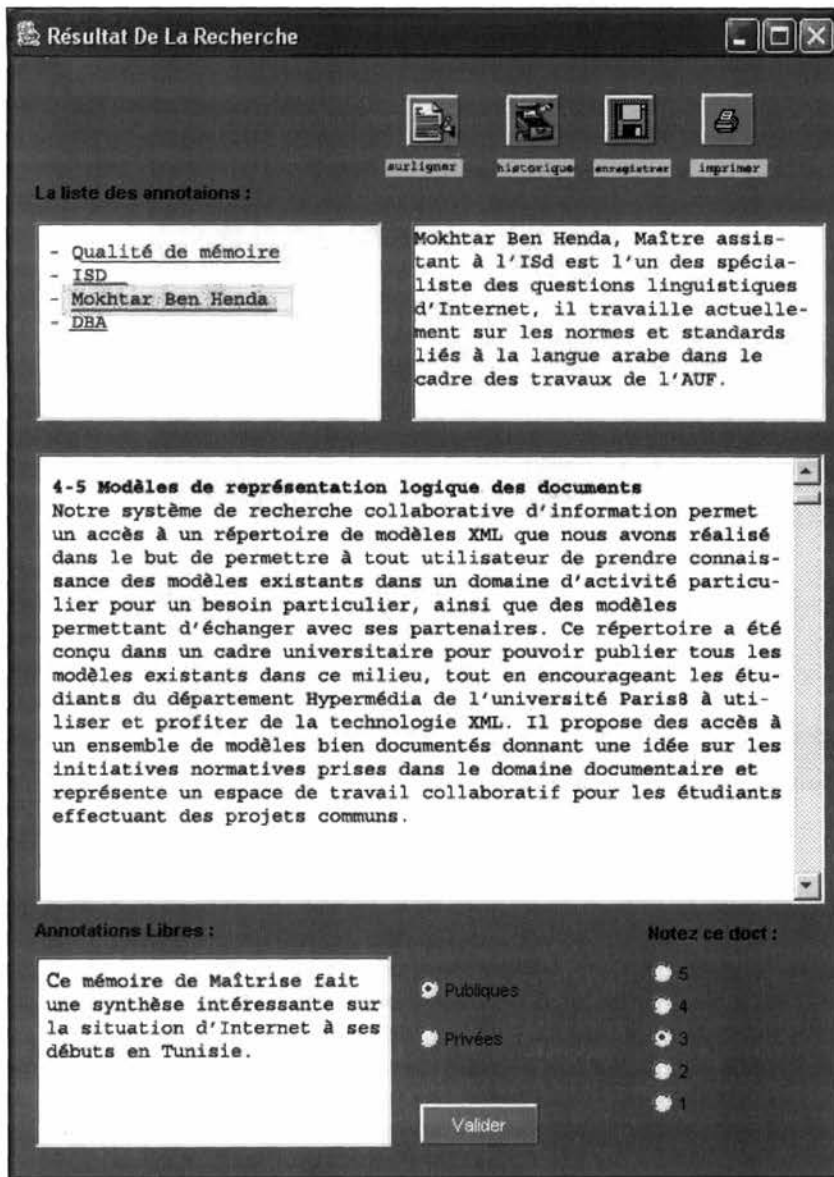 Résultat De La Recherche
surligner historique enregistrer imprimer
La liste des annotaions :
- Qualité de mémoire
- ISD
- Mokhtar Ben Henda
- DBA
Mokhtar Ben Henda, Maître assis-
tant à l'ISd est l'un des spécia-
liste des questions linguistiques
d'Internet, il travaille actuelle-
ment sur les normes et standards
liés à la langue arabe dans le
cadre des travaux de l'AUF.
4-5 Modèles de représentation logique des documents
Notre système de recherche collaborative d'information permet
un accès à un répertoire de modèles XML que nous avons réalisé
dans le but de permettre à tout utilisateur de prendre connais-
sance des modèles existants dans un domaine d'activité particu-
lier pour un besoin particulier, ainsi que des modèles
permettant d'échanger avec ses partenaires. Ce répertoire a été
conçu dans un cadre universitaire pour pouvoir publier tous les
modèles existants dans ce milieu, tout en encourageant les étu-
diants du département Hypermédia de l'université Paris8 à uti-
liser et profiter de la technologie XML. Il propose des accès à
un ensemble de modèles bien documentés donnant une idée sur les
initiatives normatives prises dans le domaine documentaire et
représente un espace de travail collaboratif pour les étudiants
effectuant des projets communs.
Annotations Libres :
Ce mémoire de Maîtrise fait
une synthèse intéressante sur
la situation d'Internet à ses
débuts en Tunisie.
Publiques
Privées
Valider
Notez ce doct :
5
4
3
2
1